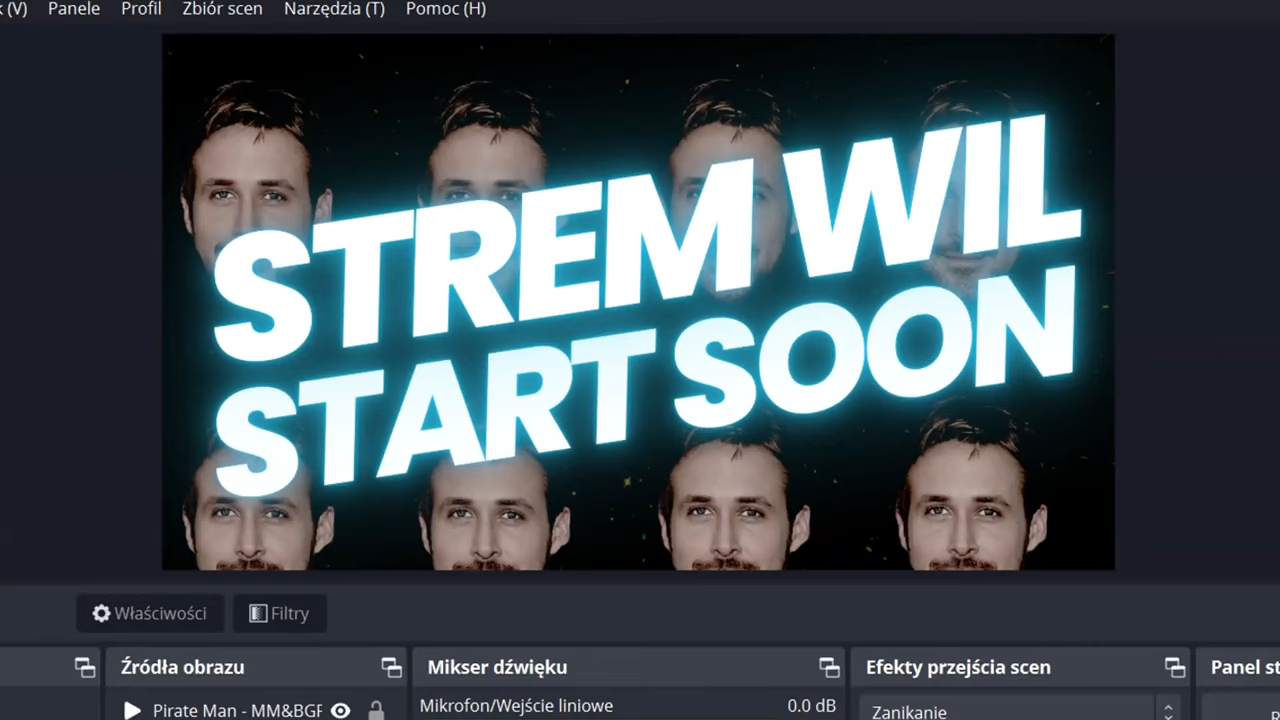 (V) Panele Profil Zbiór scen Narzędzia (T) Pomoc (H)
STREM WIL
START SOON
Właściwości Filtry
Źródła obrazu Mikser dźwięku Efekty przejścia scen Panel
Pirate Man - MM&BGF Mikrofon/Wejście liniowe 0.0 dB Zanikanie